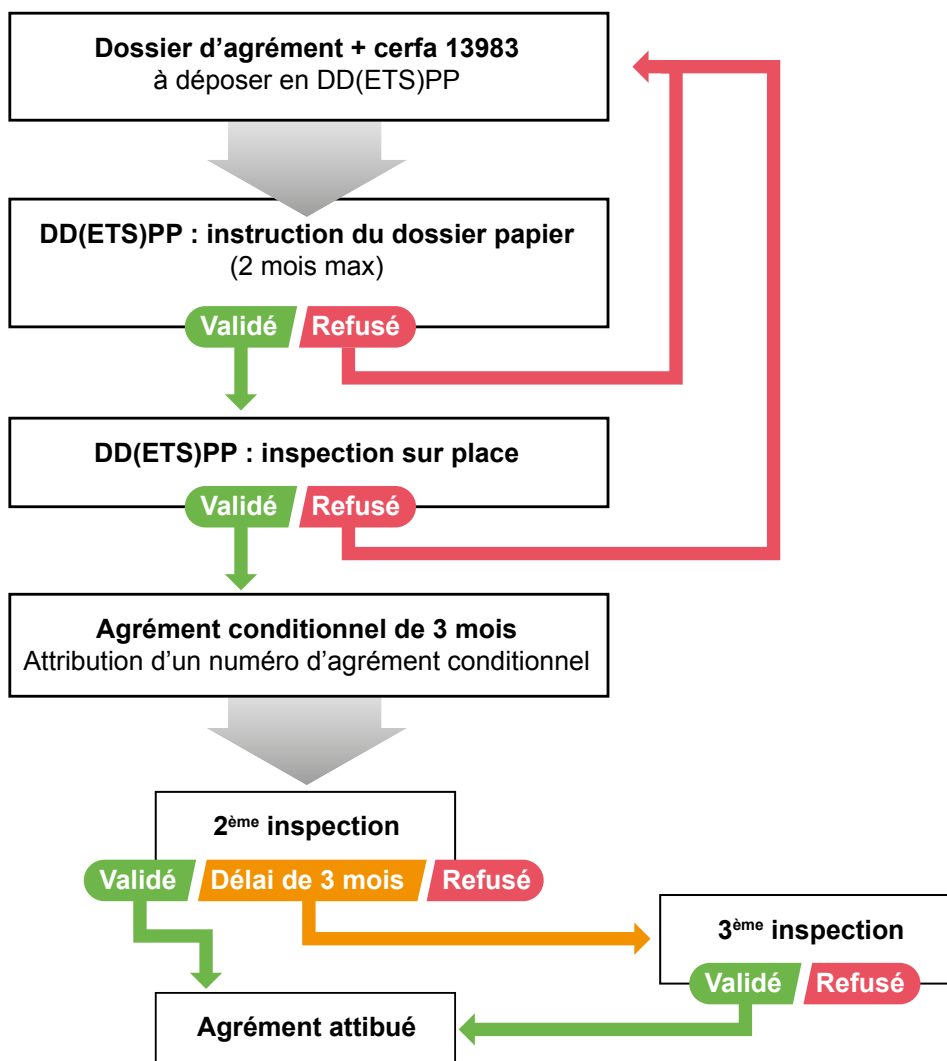 Dossier d’agrément + cerfa 13983
à déposer en DD(ETS)PP
DD(ETS)PP : instruction du dossier papier
(2 mois max)
Validé Refusé
DD(ETS)PP : inspection sur place
Validé Refusé
Agrément conditionnel de 3 mois
Attribution d’un numéro d’agrément conditionnel
2ème inspection
Validé Délai de 3 mois Refusé
3ème inspection
Validé Refusé
Agrément attibué